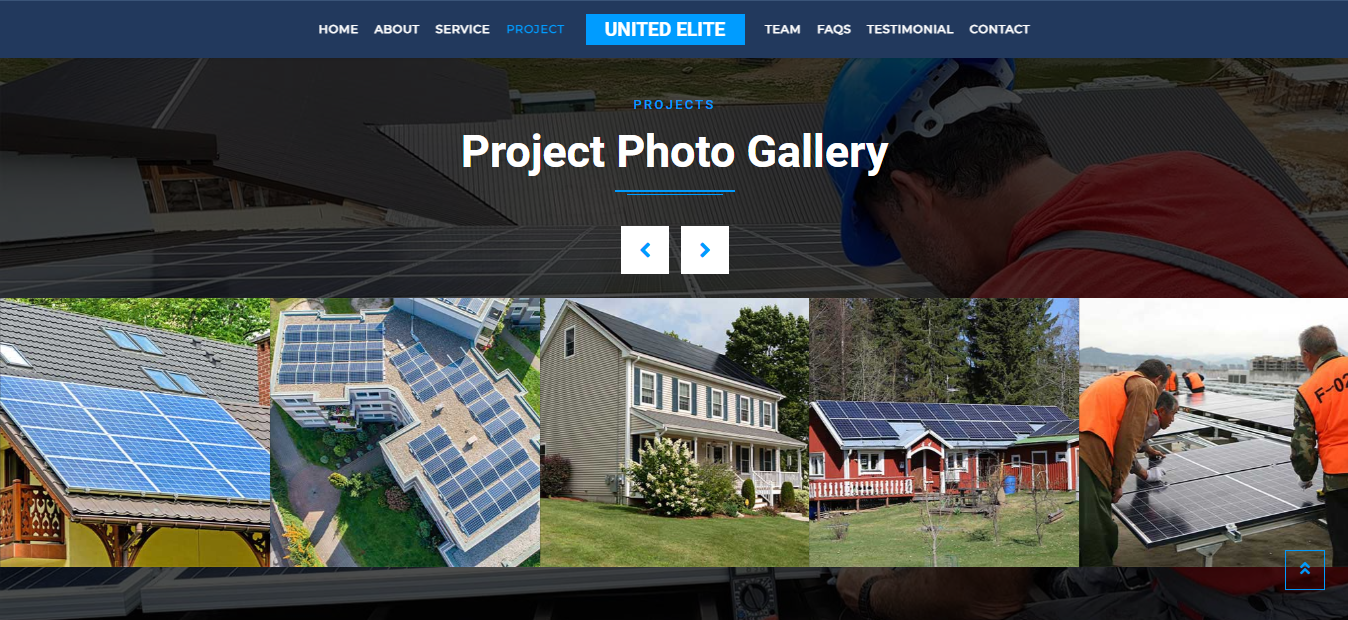 HOME ABOUT SERVICE PROJECT UNITED ELITE TEAM FAQS TESTIMONIAL CONTACT
PROJECTS
Project Photo Gallery
F-02